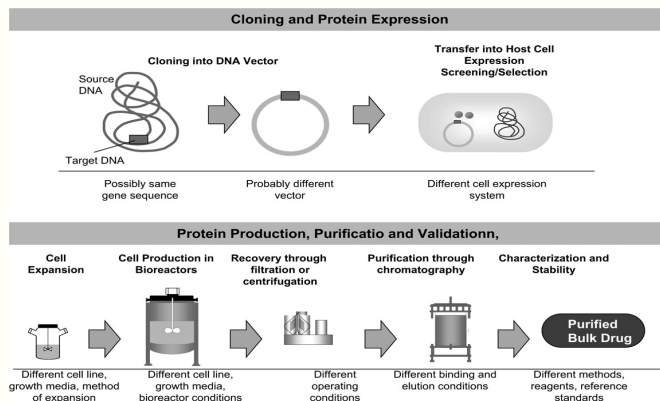 Cloning and Protein Expression
Cloning into DNA Vector
Transfer into Host Cell
Expression
Screening/Selection
Source
DNA
Target DNA
Possibly same
gene sequence
Probably different
vector
Different cell expression
system
Protein Production, Purificatio and Validationn,
Cell
Expansion
Cell Production in
Bioreactors
Recovery through
filtration or
centrifugation
Purification through
chromatography
Characterization and
Stability
Purified
Bulk Drug
Different cell line,
growth media, method
of expansion
Different cell line,
growth media,
bioreactor conditions
Different
operating
conditions
Different binding and
elution conditions
Different methods,
reagents, reference
standards